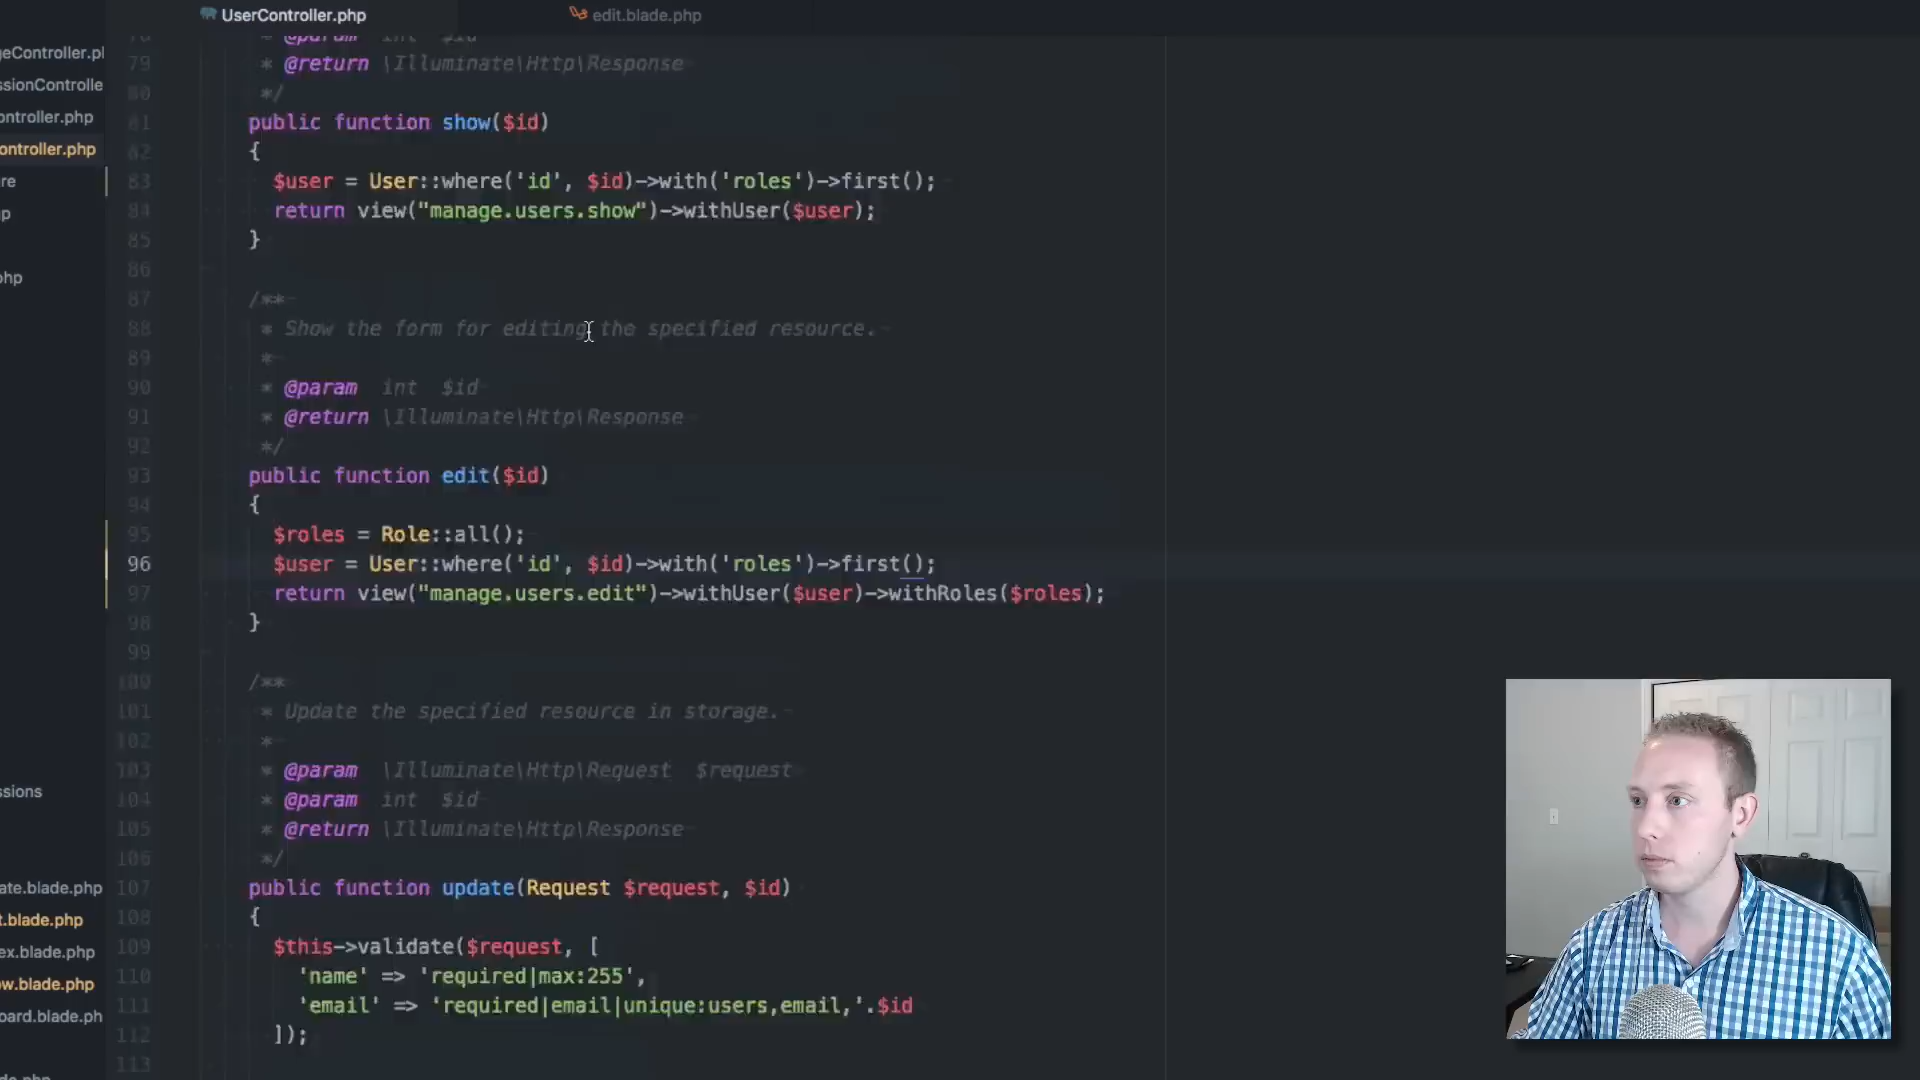 UserController.php
edit.blade.php
geController.pl
ssionControlle
ontroller.php
ontroller.php
re
p
php
ssions
ate.blade.php
t.blade.php
ex.blade.php
w.blade.php
oard.blade.ph
78 * @param int $id
79 * @return \Illuminate\Http\Response
80 */
81 public function show($id)
82 {
83 $user = User::where('id', $id)->with('roles')->first();
84 return view("manage.users.show")->withUser($user);
85 }
86
87 /**
88 * Show the form for editing the specified resource.
89 *
90 * @param int $id
91 * @return \Illuminate\Http\Response
92 */
93 public function edit($id)
94 {
95 $roles = Role::all();
96 $user = User::where('id', $id)->with('roles')->first();
97 return view("manage.users.edit")->withUser($user)->withRoles($roles);
98 }
99
100 /**
101 * Update the specified resource in storage.
102 *
103 * @param \Illuminate\Http\Request $request
104 * @param int $id
105 * @return \Illuminate\Http\Response
106 */
107 public function update(Request $request, $id)
108 {
109 $this->validate($request, [
110 'name' => 'required|max:255',
111 'email' => 'required|email|unique:users,email,'.$id
112 ]);
113